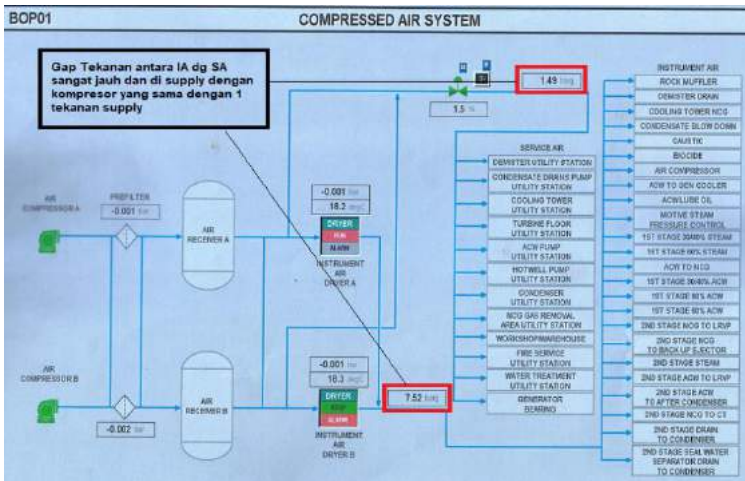 BOP01
COMPRESSED AIR SYSTEM
Gap Tekanan antara IA dg SA
sangat jauh dan di supply dengan
kompresor yang sama dengan 1
tekanan supply
1.49 barg
1.5 %
AIR
COMPRESSOR A
PREFILTER
-0.001 bar
AIR
RECEIVER A
-0.001 bar
18.2 degC
DRYER
RUN
ALARM
INSTRUMENT
AIR
DRYER A
AIR
COMPRESSOR B
-0.002 bar
AIR
RECEIVER B
-0.001 bar
18.3 degC
DRYER
STOP
ALARM
INSTRUMENT
AIR
DRYER B
7.52 barg
SERVICE AIR
DEMISTER UTILITY STATION
CONDENSATE DRAINS PUMP
UTILITY STATION
COOLING TOWER
UTILITY STATION
TURBINE FLOOR
UTILITY STATION
ACW PUMP
UTILITY STATION
HOTWELL PUMP
UTILITY STATION
CONDENSER
UTILITY STATION
NCG GAS REMOVAL
AREA UTILITY STATION
WORKSHOP/WAREHOUSE
FIRE SERVICE
UTILITY STATION
WATER TREATMENT
UTILITY STATION
GENERATOR
BEARING
INSTRUMENT AIR
ROCK MUFFLER
DEMISTER DRAIN
COOLING TOWER NCG
CONDENSATE BLOW DOWN
CAUSTIC
BIOCIDE
AIR COMPRESSOR
ACW TO GEN COOLER
ACW/LUBE OIL
MOTIVE STEAM
PRESSURE CONTROL
1ST STAGE 30/40% STEAM
1ST STAGE 60% STEAM
ACW TO NCG
1ST STAGE 30/40% ACW
1ST STAGE 60% ACW
1ST STAGE 60% ACW
2ND STAGE NCG TO LRVP
2ND STAGE NCG
TO BACK UP EJECTOR
2ND STAGE STEAM
2ND STAGE ACW TO LRVP
2ND STAGE ACW
TO AFTER CONDENSER
2ND STAGE NCG TO CT
2ND STAGE DRAIN
TO CONDENSER
2ND STAGE SEAL WATER
SEPARATOR DRAIN
TO CONDENSER